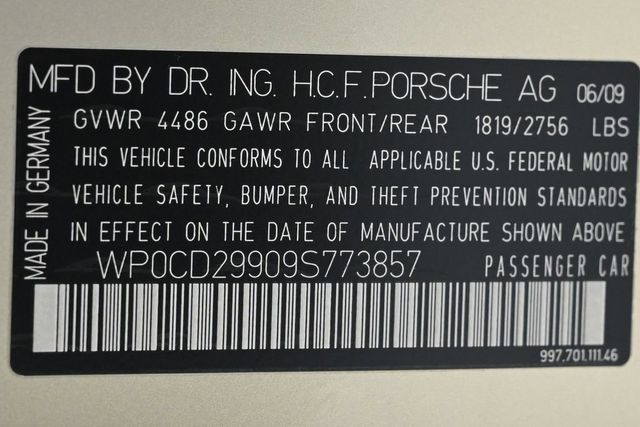 MFD BY DR. ING. H.C.F.PORSCHE AG 06/09
GVWR 4486 GAWR FRONT/REAR 1819/2756 LBS
THIS VEHICLE CONFORMS TO ALL APPLICABLE U.S. FEDERAL MOTOR
VEHICLE SAFETY, BUMPER, AND THEFT PREVENTION STANDARDS
IN EFFECT ON THE DATE OF MANUFACTURE SHOWN ABOVE
WP0CD29909S773857 PASSENGER CAR
MADE IN GERMANY
997.701.111.46